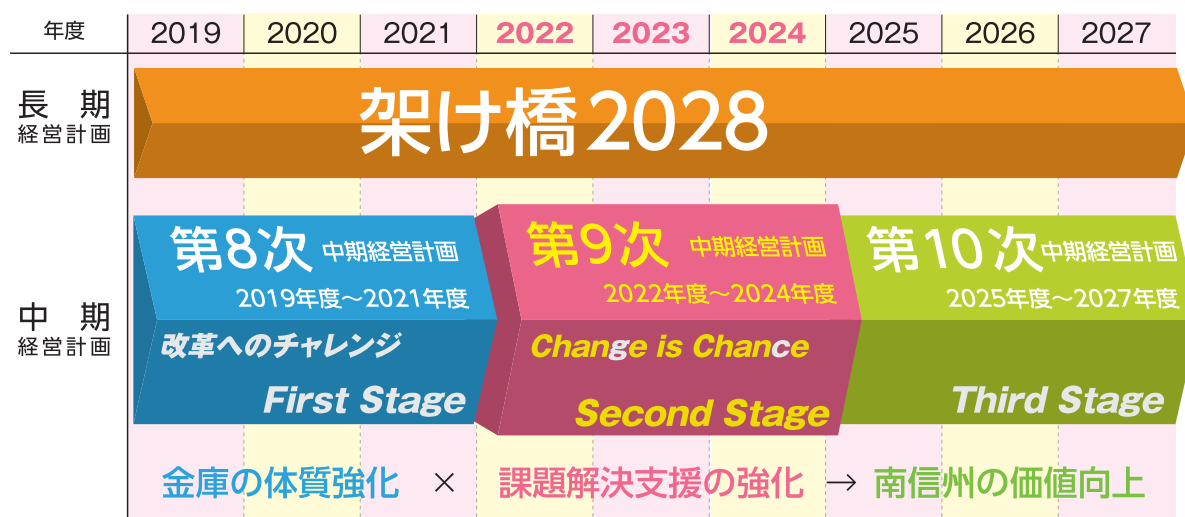 年度 2019 2020 2021 2022 2023 2024 2025 2026 2027
長 期
経営計画
架け橋2028
中 期
経営計画
第8次 中期経営計画
2019年度～2021年度
改革へのチャレンジ
First Stage
第9次 中期経営計画
2022年度～2024年度
Change is Chance
Second Stage
第10次 中期経営計画
2025年度～2027年度
Third Stage
金庫の体質強化 × 課題解決支援の強化 → 南信州の価値向上